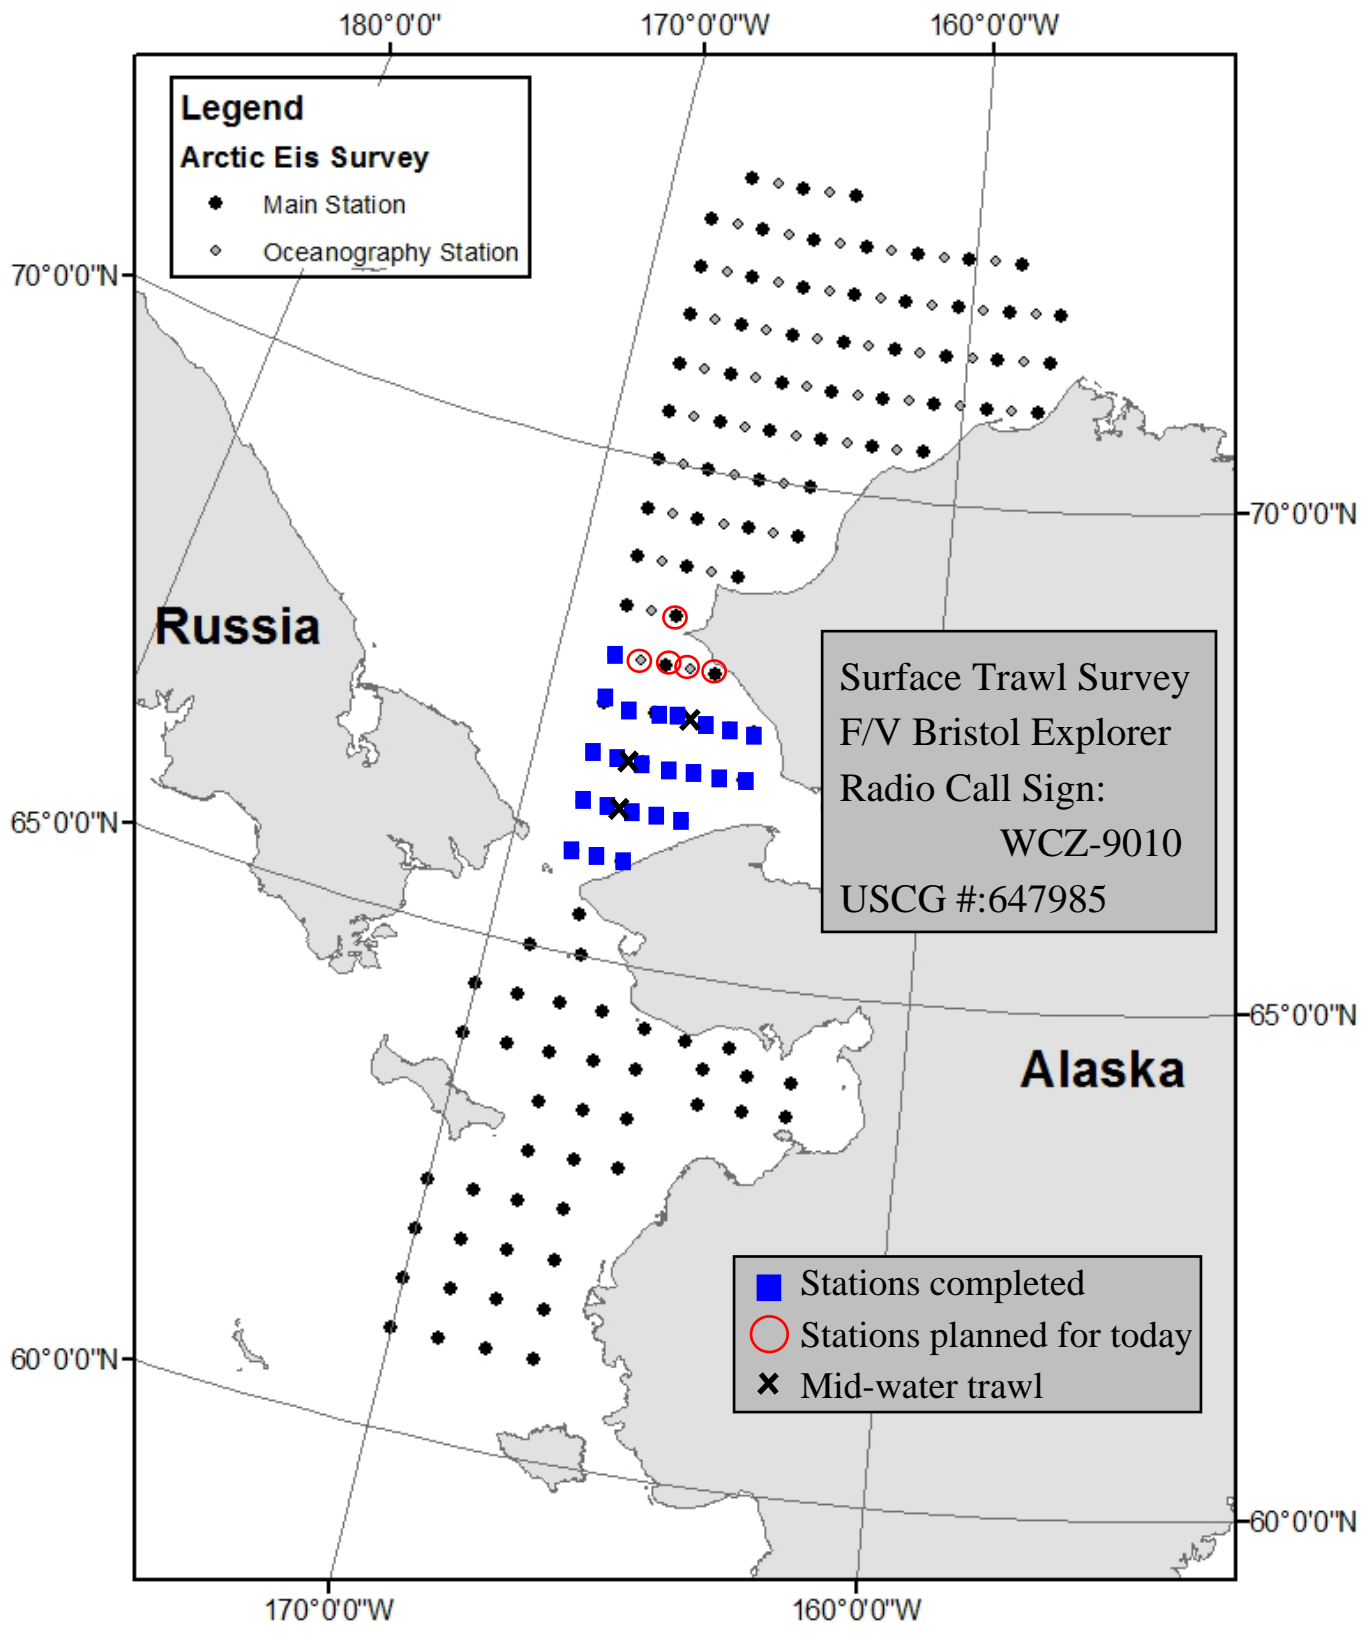 180°0'0"
170°0'0"W
160°0'0"W
Legend
Arctic Eis Survey
Main Station
Oceanography Station
70°0'0"N
70°0'0"N
Russia
Surface Trawl Survey
F/V Bristol Explorer
Radio Call Sign:
WCZ-9010
USCG #:647985
65°0'0"N
65°0'0"N
Alaska
Stations completed
Stations planned for today
Mid-water trawl
60°0'0"N
60°0'0"N
170°0'0"W
160°0'0"W